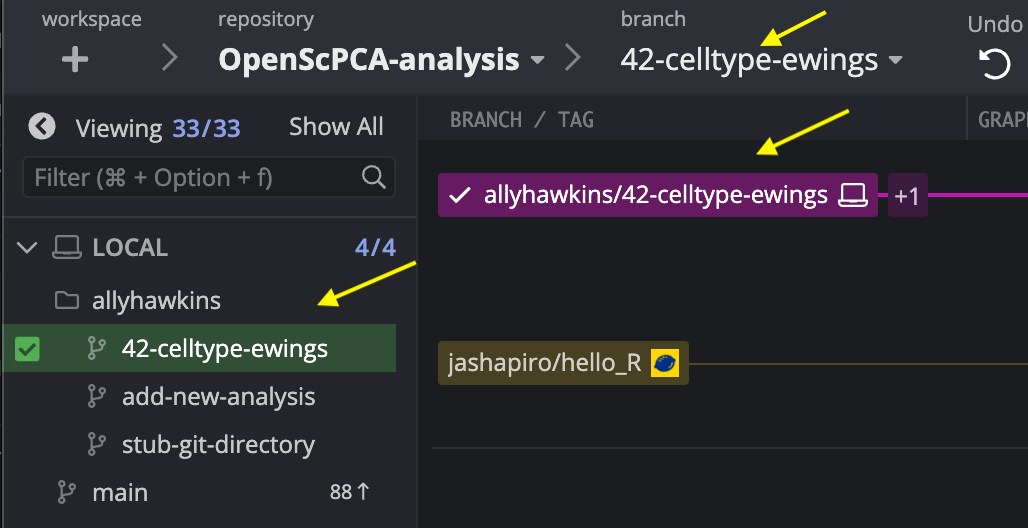 workspace
repository
branch
Undo
OpenScPCA-analysis
42-celltype-ewings
Viewing 33/33
Show All
BRANCH / TAG
GRAP
Filter (⌘ + Option + f)
allyhawkins/42-celltype-ewings
+1
LOCAL
4/4
allyhawkins
42-celltype-ewings
jashapiro/hello_R
add-new-analysis
stub-git-directory
main
88↑